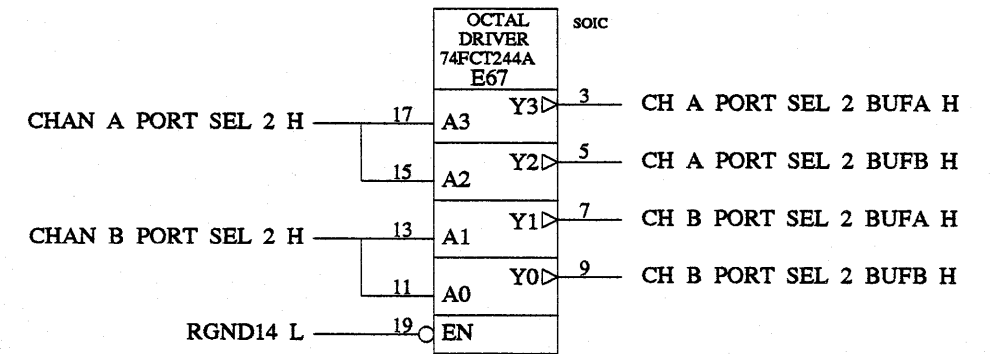 OCTAL
DRIVER
74FCT244A
E67
SOIC
CHAN A PORT SEL 2 H 17 A3 Y3 3 CH A PORT SEL 2 BUFA H
15 A2 Y2 5 CH A PORT SEL 2 BUFB H
CHAN B PORT SEL 2 H 13 A1 Y1 7 CH B PORT SEL 2 BUFA H
11 A0 Y0 9 CH B PORT SEL 2 BUFB H
RGND14 L 19 EN